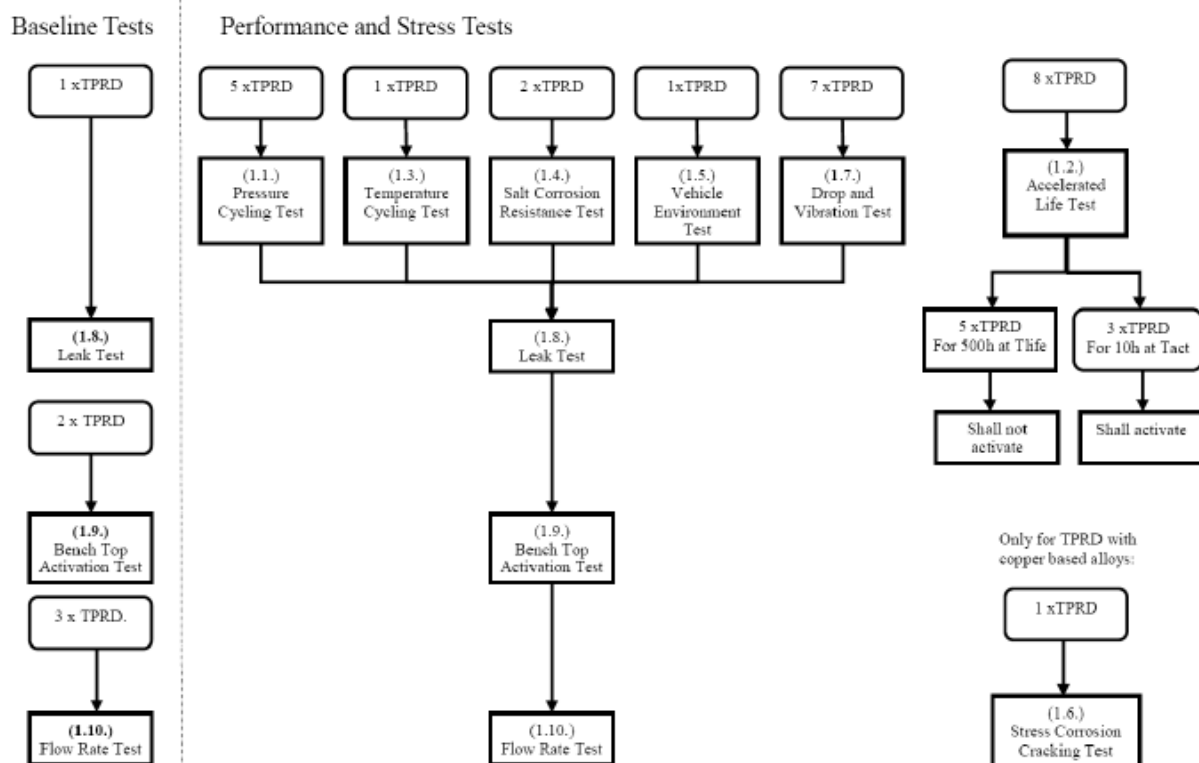 Baseline Tests
Performance and Stress Tests
1 xTPRD
5 xTPRD
1 xTPRD
2 xTPRD
1xTPRD
7 xTPRD
8 xTPRD
(1.1.)
Pressure
Cycling Test
(1.3.)
Temperature
Cycling Test
(1.4.)
Salt Corrosion
Resistance Test
(1.5.)
Vehicle
Environment
Test
(1.7.)
Drop and
Vibration Test
(1.2.)
Accelerated
Life Test
(1.8.)
Leak Test
(1.8.)
Leak Test
5 xTPRD
For 500h at Tlife
3 xTPRD
For 10h at Tact
Shall not
activate
Shall activate
2 x TPRD
(1.9.)
Bench Top
Activation Test
(1.9.)
Bench Top
Activation Test
Only for TPRD with
copper based alloys:
3 x TPRD.
1 xTPRD
(1.10.)
Flow Rate Test
(1.10.)
Flow Rate Test
(1.6.)
Stress Corrosion
Cracking Test